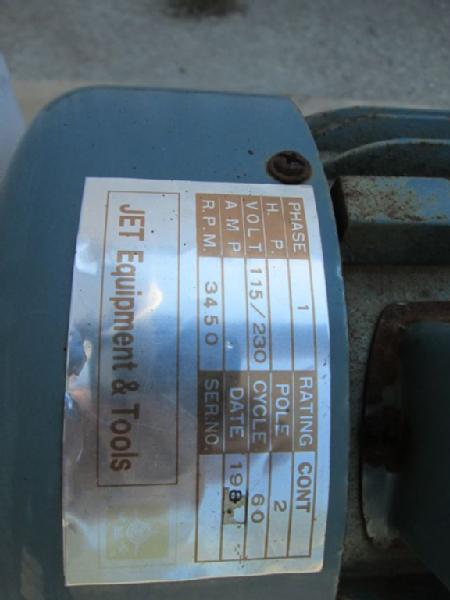 PHASE 1 RATING CONT
H. P. POLE 2
VOLT 115/230 CYCLE 60
AMP DATE 198
R.P.M. 3450 SER.NO.
JET Equipment & Tools